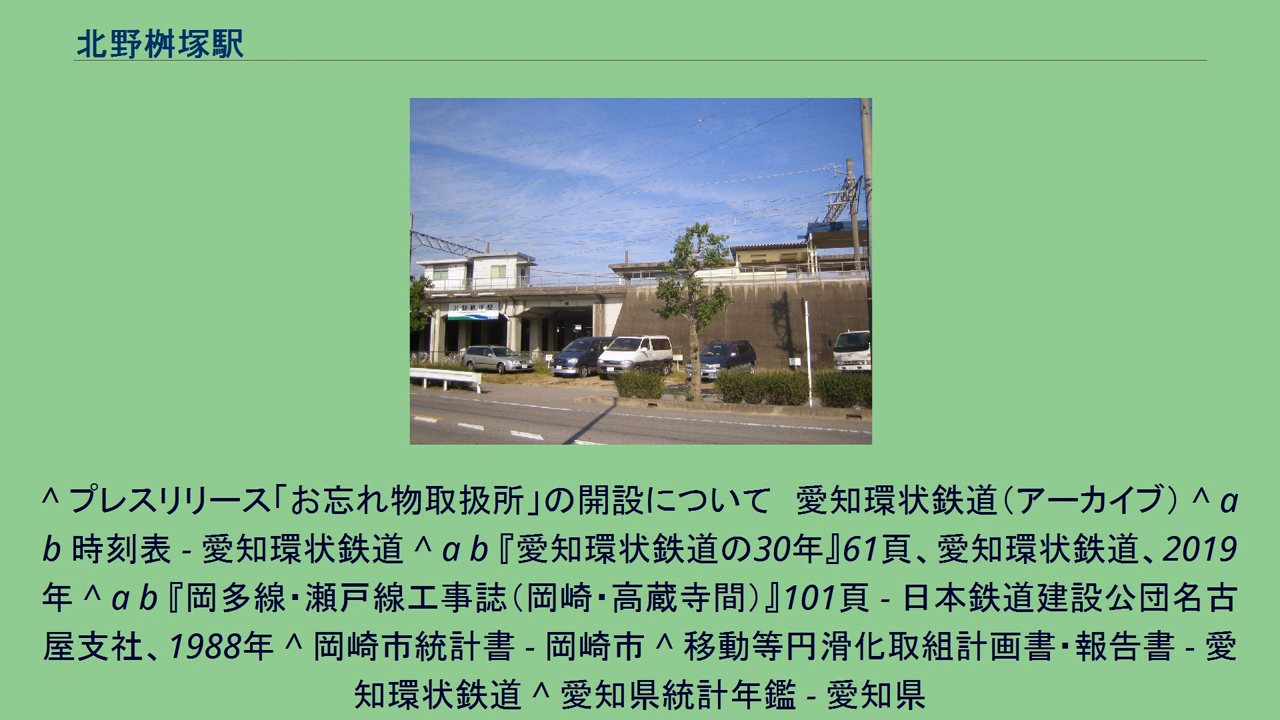 北野桝塚駅
北野桝塚駅
^ プレスリリース「お忘れ物取扱所」の開設について　愛知環状鉄道（アーカイブ） ^ a
b 時刻表 - 愛知環状鉄道 ^ a b 『愛知環状鉄道の30年』61頁、愛知環状鉄道、2019
年 ^ a b 『岡多線・瀬戸線工事誌（岡崎・高蔵寺間）』101頁 - 日本鉄道建設公団名古
屋支社、1988年 ^ 岡崎市統計書 - 岡崎市 ^ 移動等円滑化取組計画書・報告書 - 愛
知環状鉄道 ^ 愛知県統計年鑑 - 愛知県